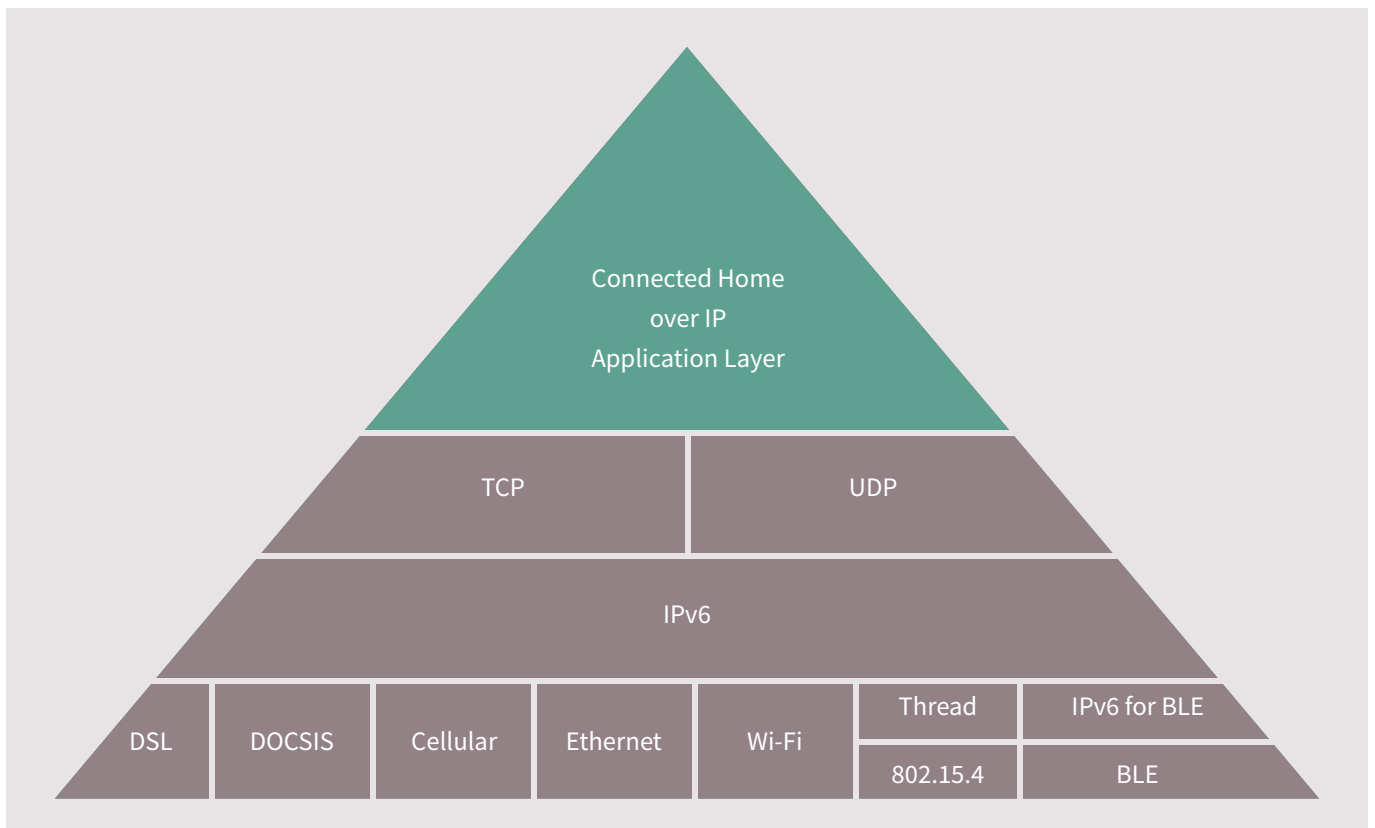 Connected Home
over IP
Application Layer
TCP
UDP
IPv6
DSL
DOCSIS
Cellular
Ethernet
Wi-Fi
Thread
IPv6 for BLE
802.15.4
BLE